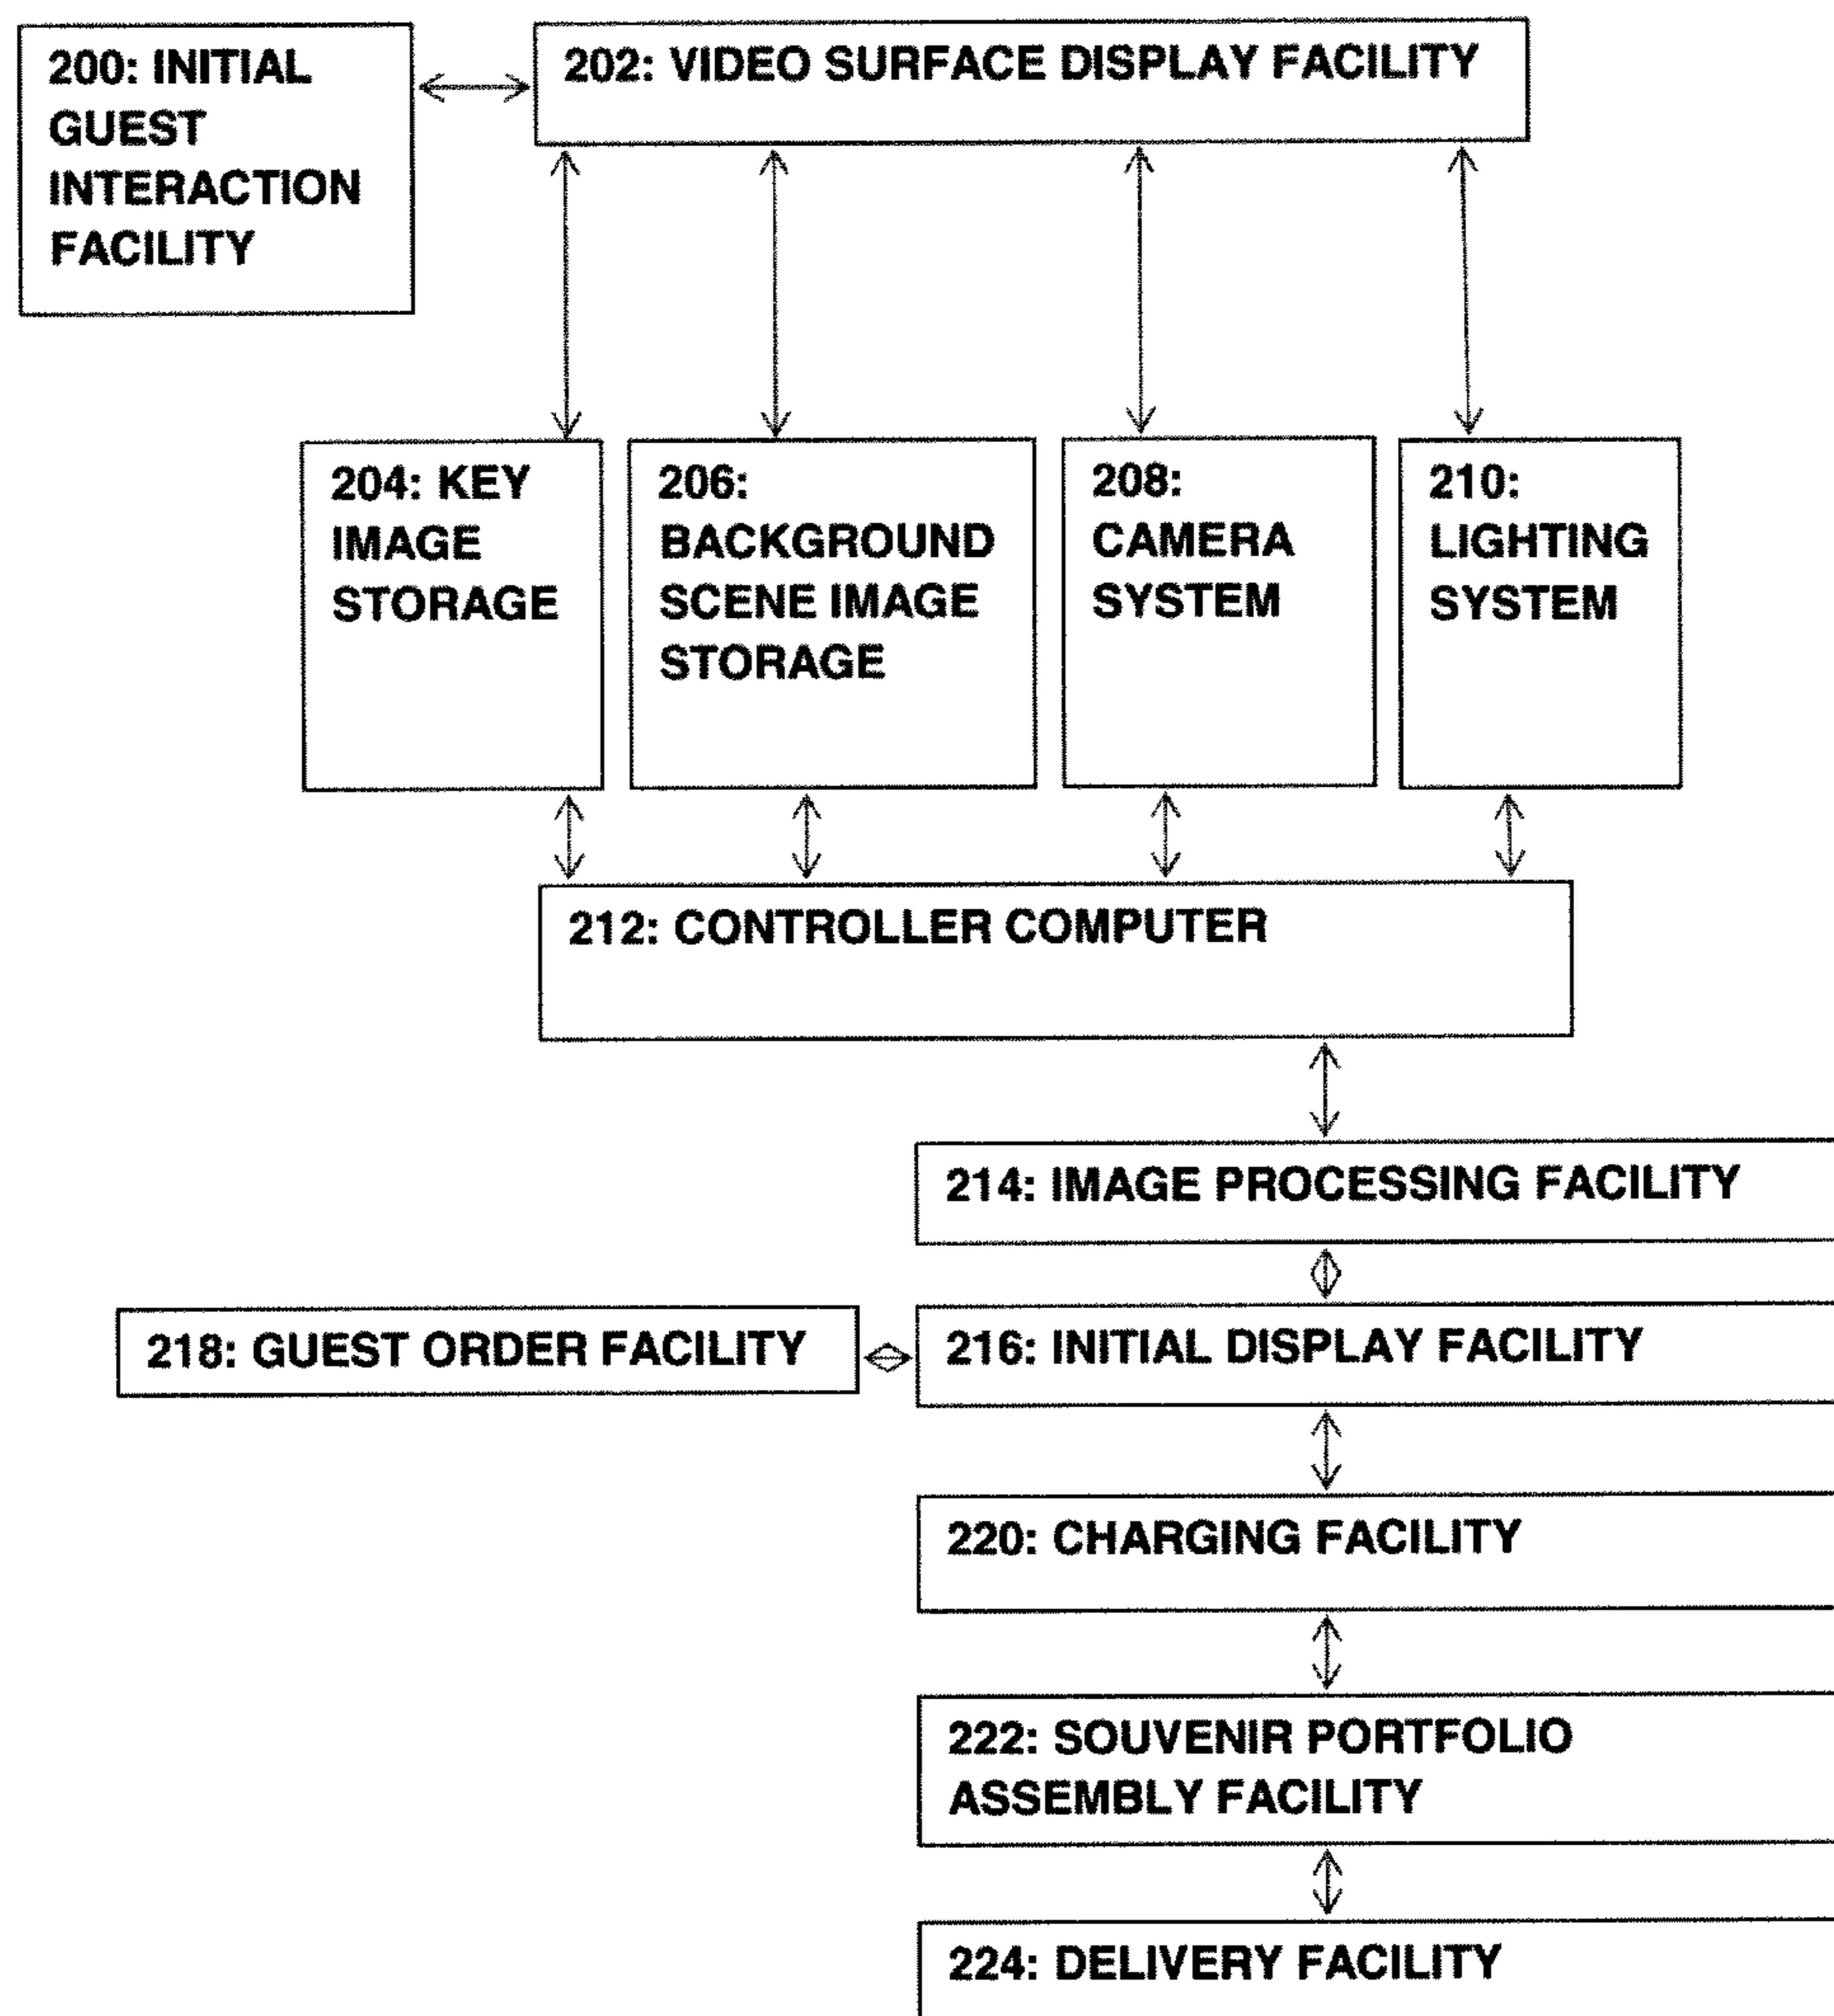 200: INITIAL
GUEST
INTERACTION
FACILITY
202: VIDEO SURFACE DISPLAY FACILITY
204: KEY
IMAGE
STORAGE
206:
BACKGROUND
SCENE IMAGE
STORAGE
208:
CAMERA
SYSTEM
210:
LIGHTING
SYSTEM
212: CONTROLLER COMPUTER
214: IMAGE PROCESSING FACILITY
218: GUEST ORDER FACILITY
216: INITIAL DISPLAY FACILITY
220: CHARGING FACILITY
222: SOUVENIR PORTFOLIO
ASSEMBLY FACILITY
224: DELIVERY FACILITY